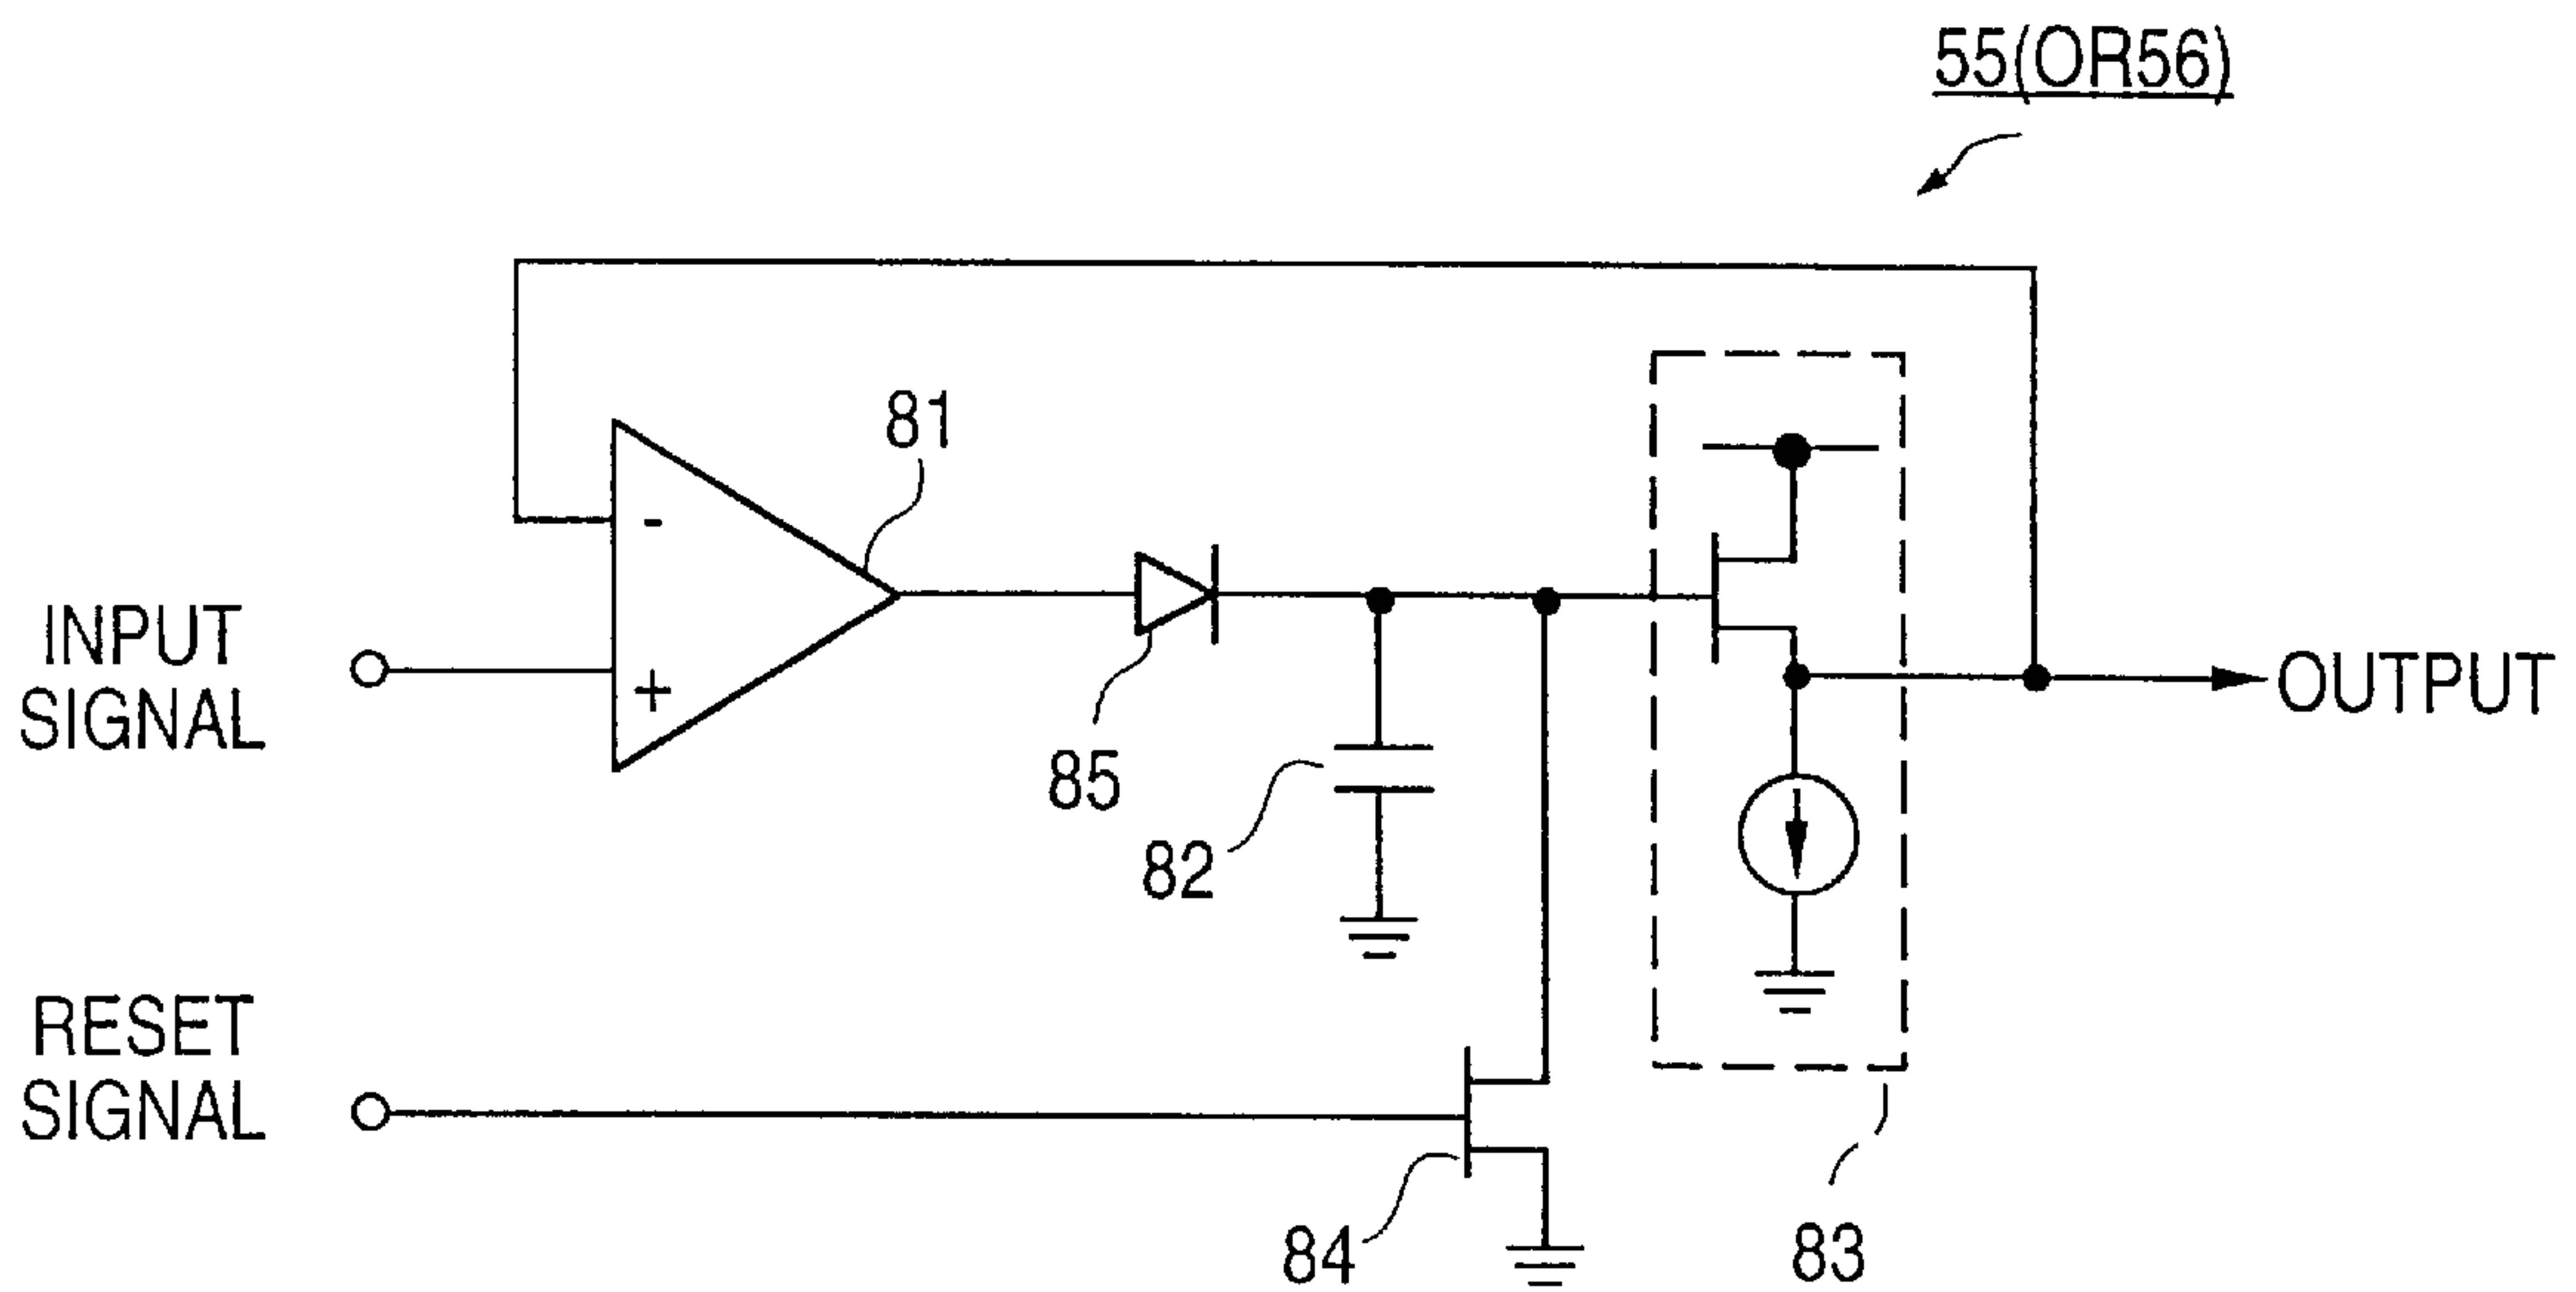 55(OR56)
81
-
+
INPUT
SIGNAL
85
82
OUTPUT
RESET
SIGNAL
84
83